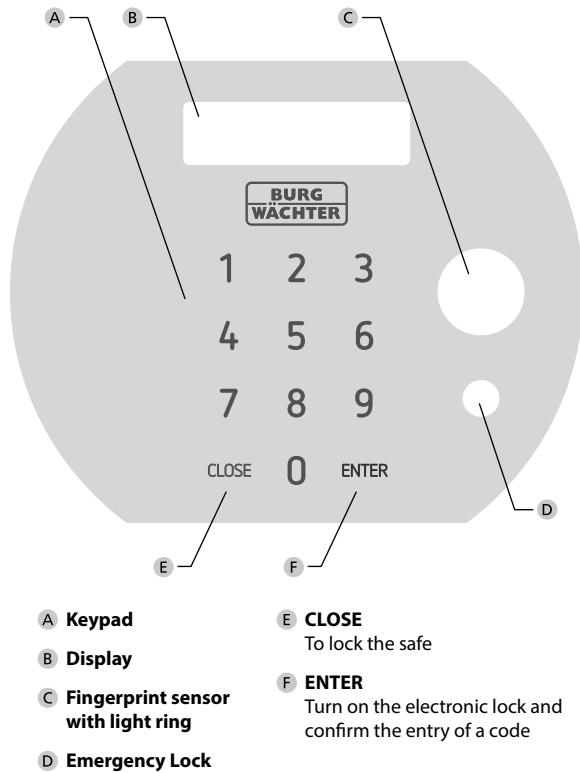 A
B
C
BURG
WÄCHTER
1 2 3
4 5 6
7 8 9
CLOSE 0 ENTER
D
E
F
A Keypad
B Display
C Fingerprint sensor
with light ring
D Emergency Lock
E CLOSE
To lock the safe
F ENTER
Turn on the electronic lock and
confirm the entry of a code